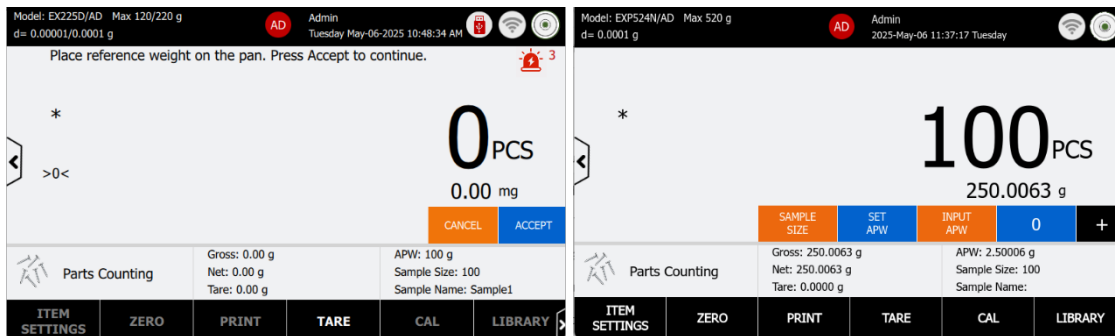 Model: EX225D/AD Max 120/220 g
d= 0.00001/0.0001 g
AD
Admin
Tuesday May-06-2025 10:48:34 AM
Place reference weight on the pan. Press Accept to continue.
3
*
0 PCS
>0<
0.00 mg
CANCEL
ACCEPT
Parts Counting
Gross: 0.00 g
Net: 0.00 g
Tare: 0.00 g
APW: 100 g
Sample Size: 100
Sample Name: Sample1
ITEM SETTINGS
ZERO
PRINT
TARE
CAL
LIBRARY
Model: EXP524N/AD Max 520 g
d= 0.0001 g
AD
Admin
2025-May-06 11:37:17 Tuesday
*
100 PCS
250.0063 g
SAMPLE SIZE
SET APW
INPUT APW
0
+
Parts Counting
Gross: 250.0063 g
Net: 250.0063 g
Tare: 0.0000 g
APW: 2.50006 g
Sample Size: 100
Sample Name:
ITEM SETTINGS
ZERO
PRINT
TARE
CAL
LIBRARY